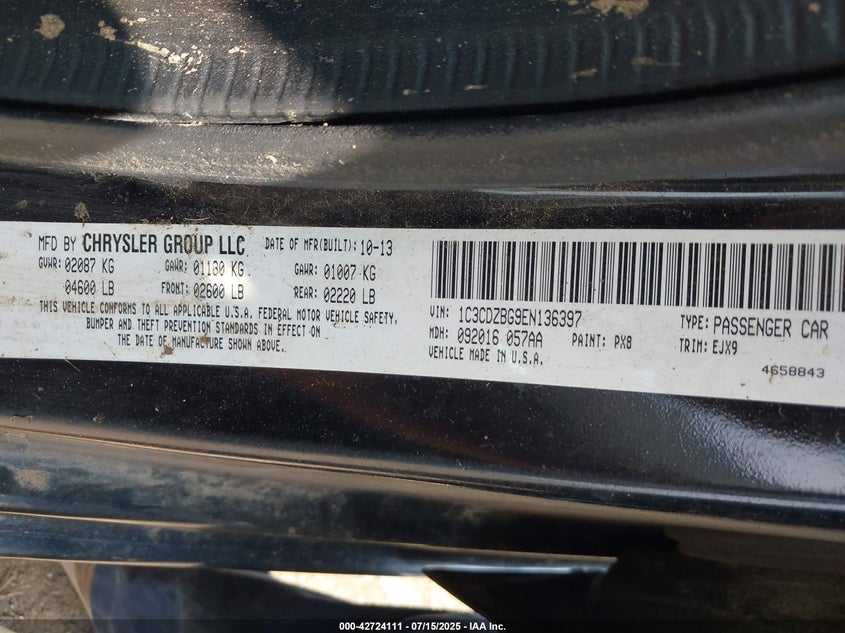 MFD BY CHRYSLER GROUP LLC DATE OF MFR(BUILT): 10-13
GVWR: 02087 KG GAWR: 01180 KG GAWR: 01007 KG
04600 LB FRONT: 02600 LB REAR: 02220 LB
THIS VEHICLE CONFORMS TO ALL APPLICABLE U.S.A. FEDERAL MOTOR VEHICLE SAFETY,
BUMPER AND THEFT PREVENTION STANDARDS IN EFFECT ON
THE DATE OF MANUFACTURE SHOWN ABOVE.
VIN: 1C3CDZBG9EN136397 TYPE: PASSENGER CAR
MDH: 092016 057AA PAINT: PX8 TRIM: EJX9
VEHICLE MADE IN U.S.A.
4658843
000-42724111 - 07/15/2025 - IAA Inc.